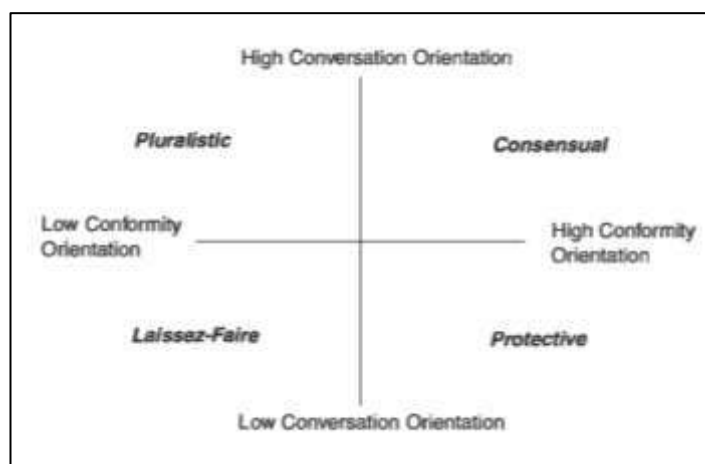 High Conversation Orientation
Pluralistic
Consensual
Low Conformity
Orientation
High Conformity
Orientation
Laissez-Faire
Protective
Low Conversation Orientation